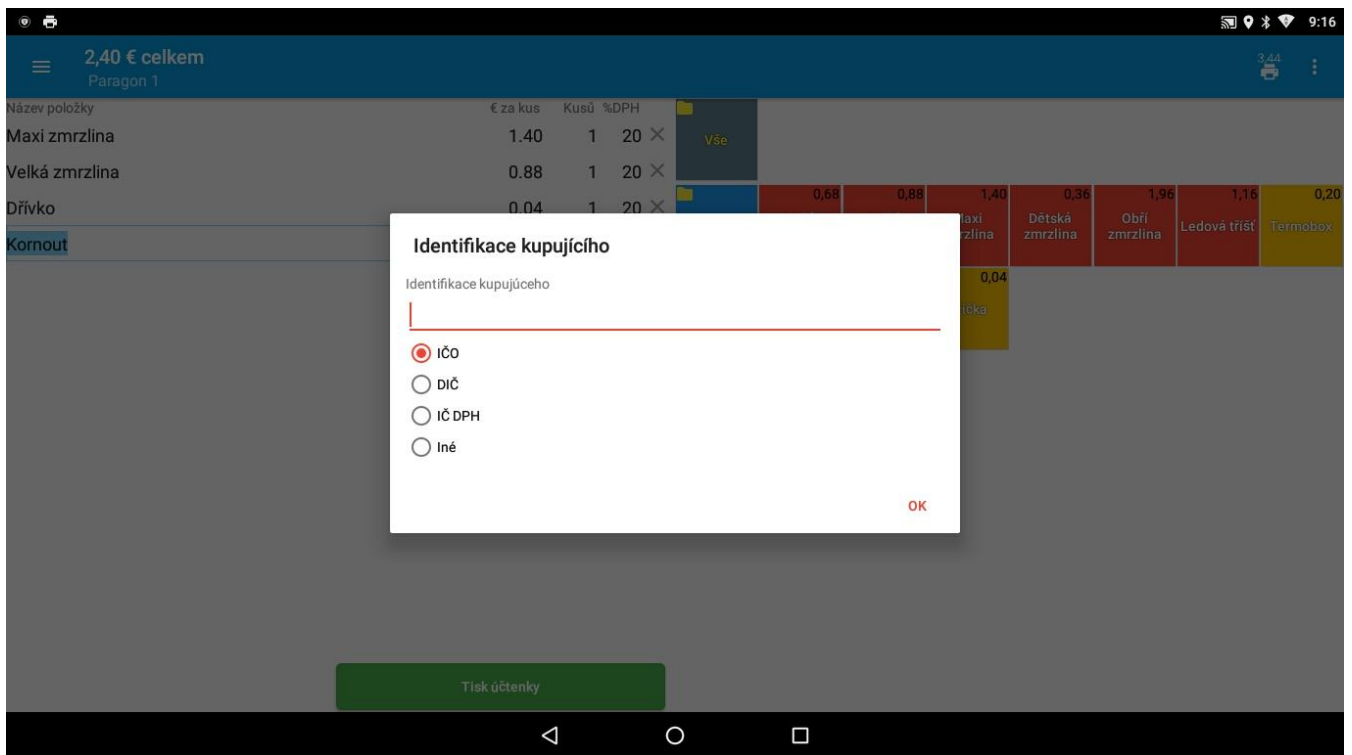 9:16
2,40 € celkem
Paragon 1
3,44
Název položky € za kus Kusů %DPH
Maxi zmrzlina 1.40 1 20
Velká zmrzlina 0.88 1 20
Dřívko 0.04 1 20
Kornout
Vše
0,68 0,88 1,40 0,36 1,96 1,16 0,20
Dětská zmrzlina
Obří zmrzlina
Ledová tříšť
Termobox
0,04
Identifikace kupujícího
Identifikace kupujúceho
IČO
DIČ
IČ DPH
Iné
OK
Tisk účtenky